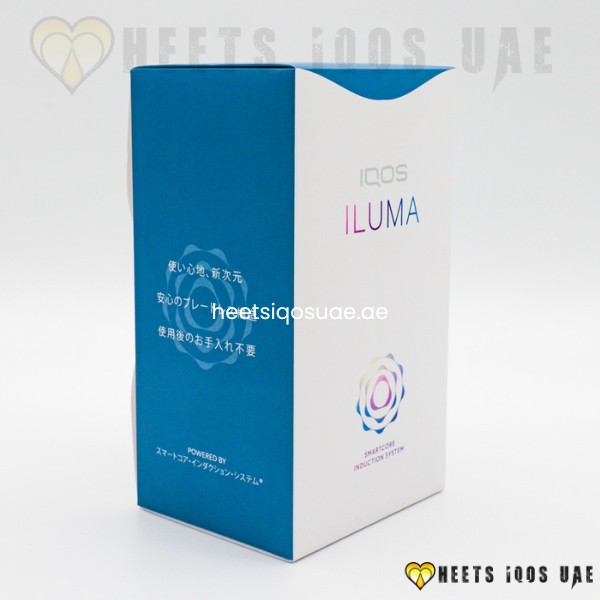 HEETS iQOS UAE
IQOS
ILUMA
使い心地、新次元
安心のブレー
heetsiqosuae.ae
使用後のお手入れ不要
SMARTCORE
INDUCTION SYSTEM
POWERED BY
スマートコア・インダクション・システム®
HEETS iQOS UAE